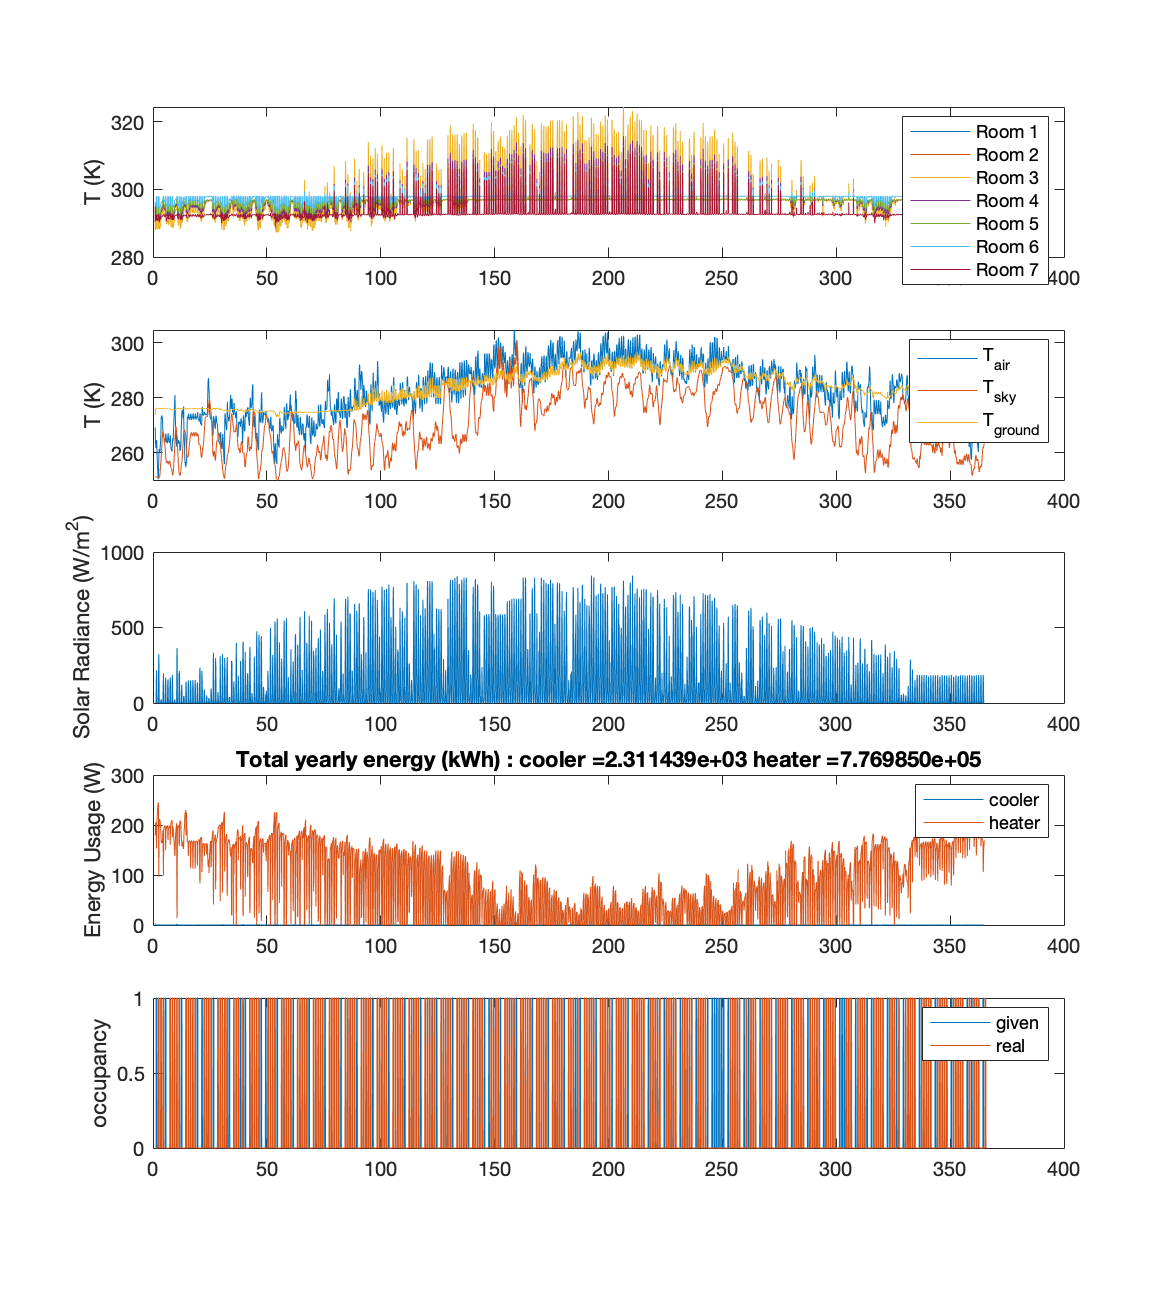 320
300
280
T (K)
0 50 100 150 200 250 300 350 400
Room 1
Room 2
Room 3
Room 4
Room 5
Room 6
Room 7
300
280
260
T (K)
0 50 100 150 200 250 300 350 400
T_air
T_sky
T_ground
1000
500
0
Solar Radiance (W/m²)
0 50 100 150 200 250 300 350 400
Total yearly energy (kWh) : cooler =2.311439e+03 heater =7.769850e+05
300
200
100
0
Energy Usage (W)
0 50 100 150 200 250 300 350 400
cooler
heater
1
0.5
0
occupancy
0 50 100 150 200 250 300 350 400
given
real